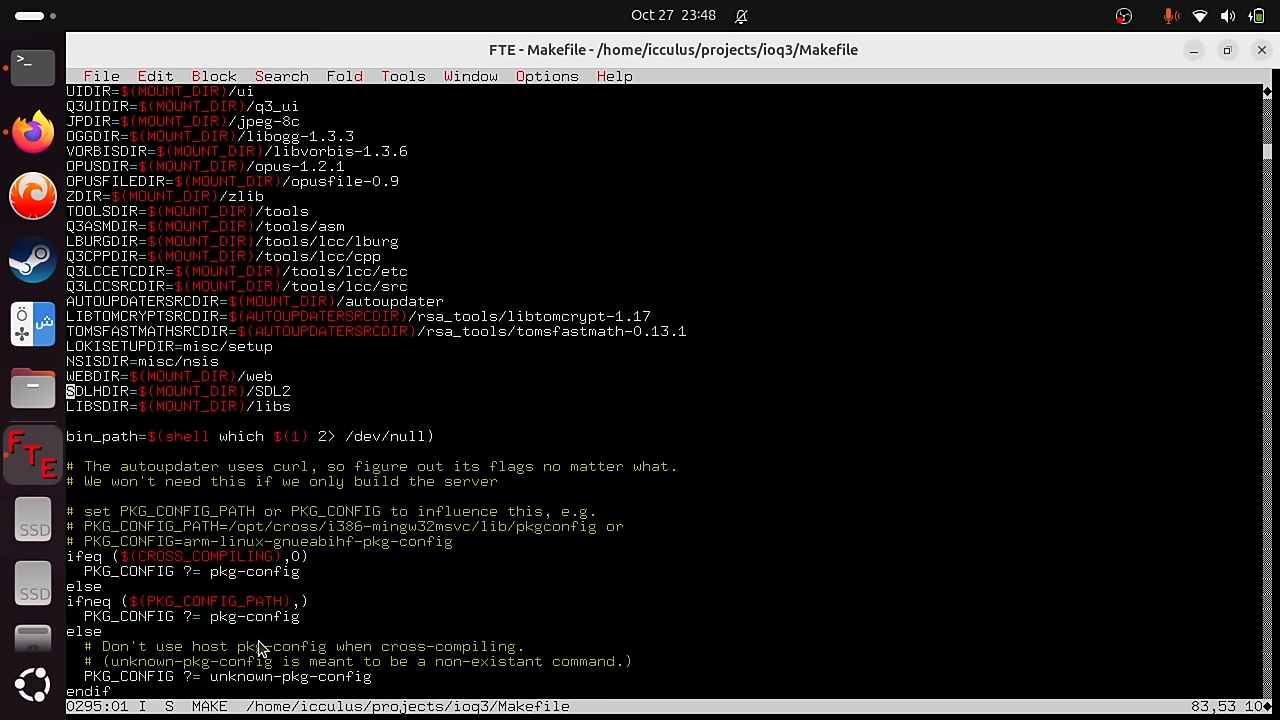 Oct 27 23:48
FTE - Makefile - /home/icculus/projects/ioq3/Makefile
File Edit Block Search Fold Tools Window Options Help
UIDIR=$(MOUNT_DIR)/ui
Q3UIDIR=$(MOUNT_DIR)/q3_ui
JPDIR=$(MOUNT_DIR)/jpeg-8c
OGGDIR=$(MOUNT_DIR)/libogg-1.3.3
VORBISDIR=$(MOUNT_DIR)/libvorbis-1.3.6
OPUSDIR=$(MOUNT_DIR)/opus-1.2.1
OPUSFILEDIR=$(MOUNT_DIR)/opusfile-0.9
ZDIR=$(MOUNT_DIR)/zlib
TOOLSDIR=$(MOUNT_DIR)/tools
Q3ASMDIR=$(MOUNT_DIR)/tools/asm
LBURGDIR=$(MOUNT_DIR)/tools/lcc/lburg
Q3CPPDIR=$(MOUNT_DIR)/tools/lcc/cpp
Q3LCCETCDIR=$(MOUNT_DIR)/tools/lcc/etc
Q3LCCSRCDIR=$(MOUNT_DIR)/tools/lcc/src
AUTOUPDATERSRCDIR=$(MOUNT_DIR)/autoupdater
LIBTOMCRYPTSRCDIR=$(AUTOUPDATERSRCDIR)/rsa_tools/libtomcrypt-1.17
TOMSFASTMATHSRCDIR=$(AUTOUPDATERSRCDIR)/rsa_tools/tomsfastmath-0.13.1
LOKISETUPDIR=misc/setup
NSISDIR=misc/nsis
WEBDIR=$(MOUNT_DIR)/web
SDLHDIR=$(MOUNT_DIR)/SDL2
LIBSDIR=$(MOUNT_DIR)/libs
bin_path=$(shell which $(1) 2> /dev/null)
# The autoupdater uses curl, so figure out its flags no matter what.
# We won't need this if we only build the server
# set PKG_CONFIG_PATH or PKG_CONFIG to influence this, e.g.
# PKG_CONFIG_PATH=/opt/cross/i386-mingw32msvc/lib/pkgconfig or
# PKG_CONFIG=arm-linux-gnueabihf-pkg-config
ifeq ($(CROSS_COMPILING),0)
PKG_CONFIG ?= pkg-config
else
ifneq ($(PKG_CONFIG_PATH),)
PKG_CONFIG ?= pkg-config
else
# Don't use host pkg-config when cross-compiling.
# (unknown-pkg-config is meant to be a non-existant command.)
PKG_CONFIG ?= unknown-pkg-config
endif
0295:01 I S MAKE /home/icculus/projects/ioq3/Makefile 83,53 10
FTE
SSD
SSD
Ö ش